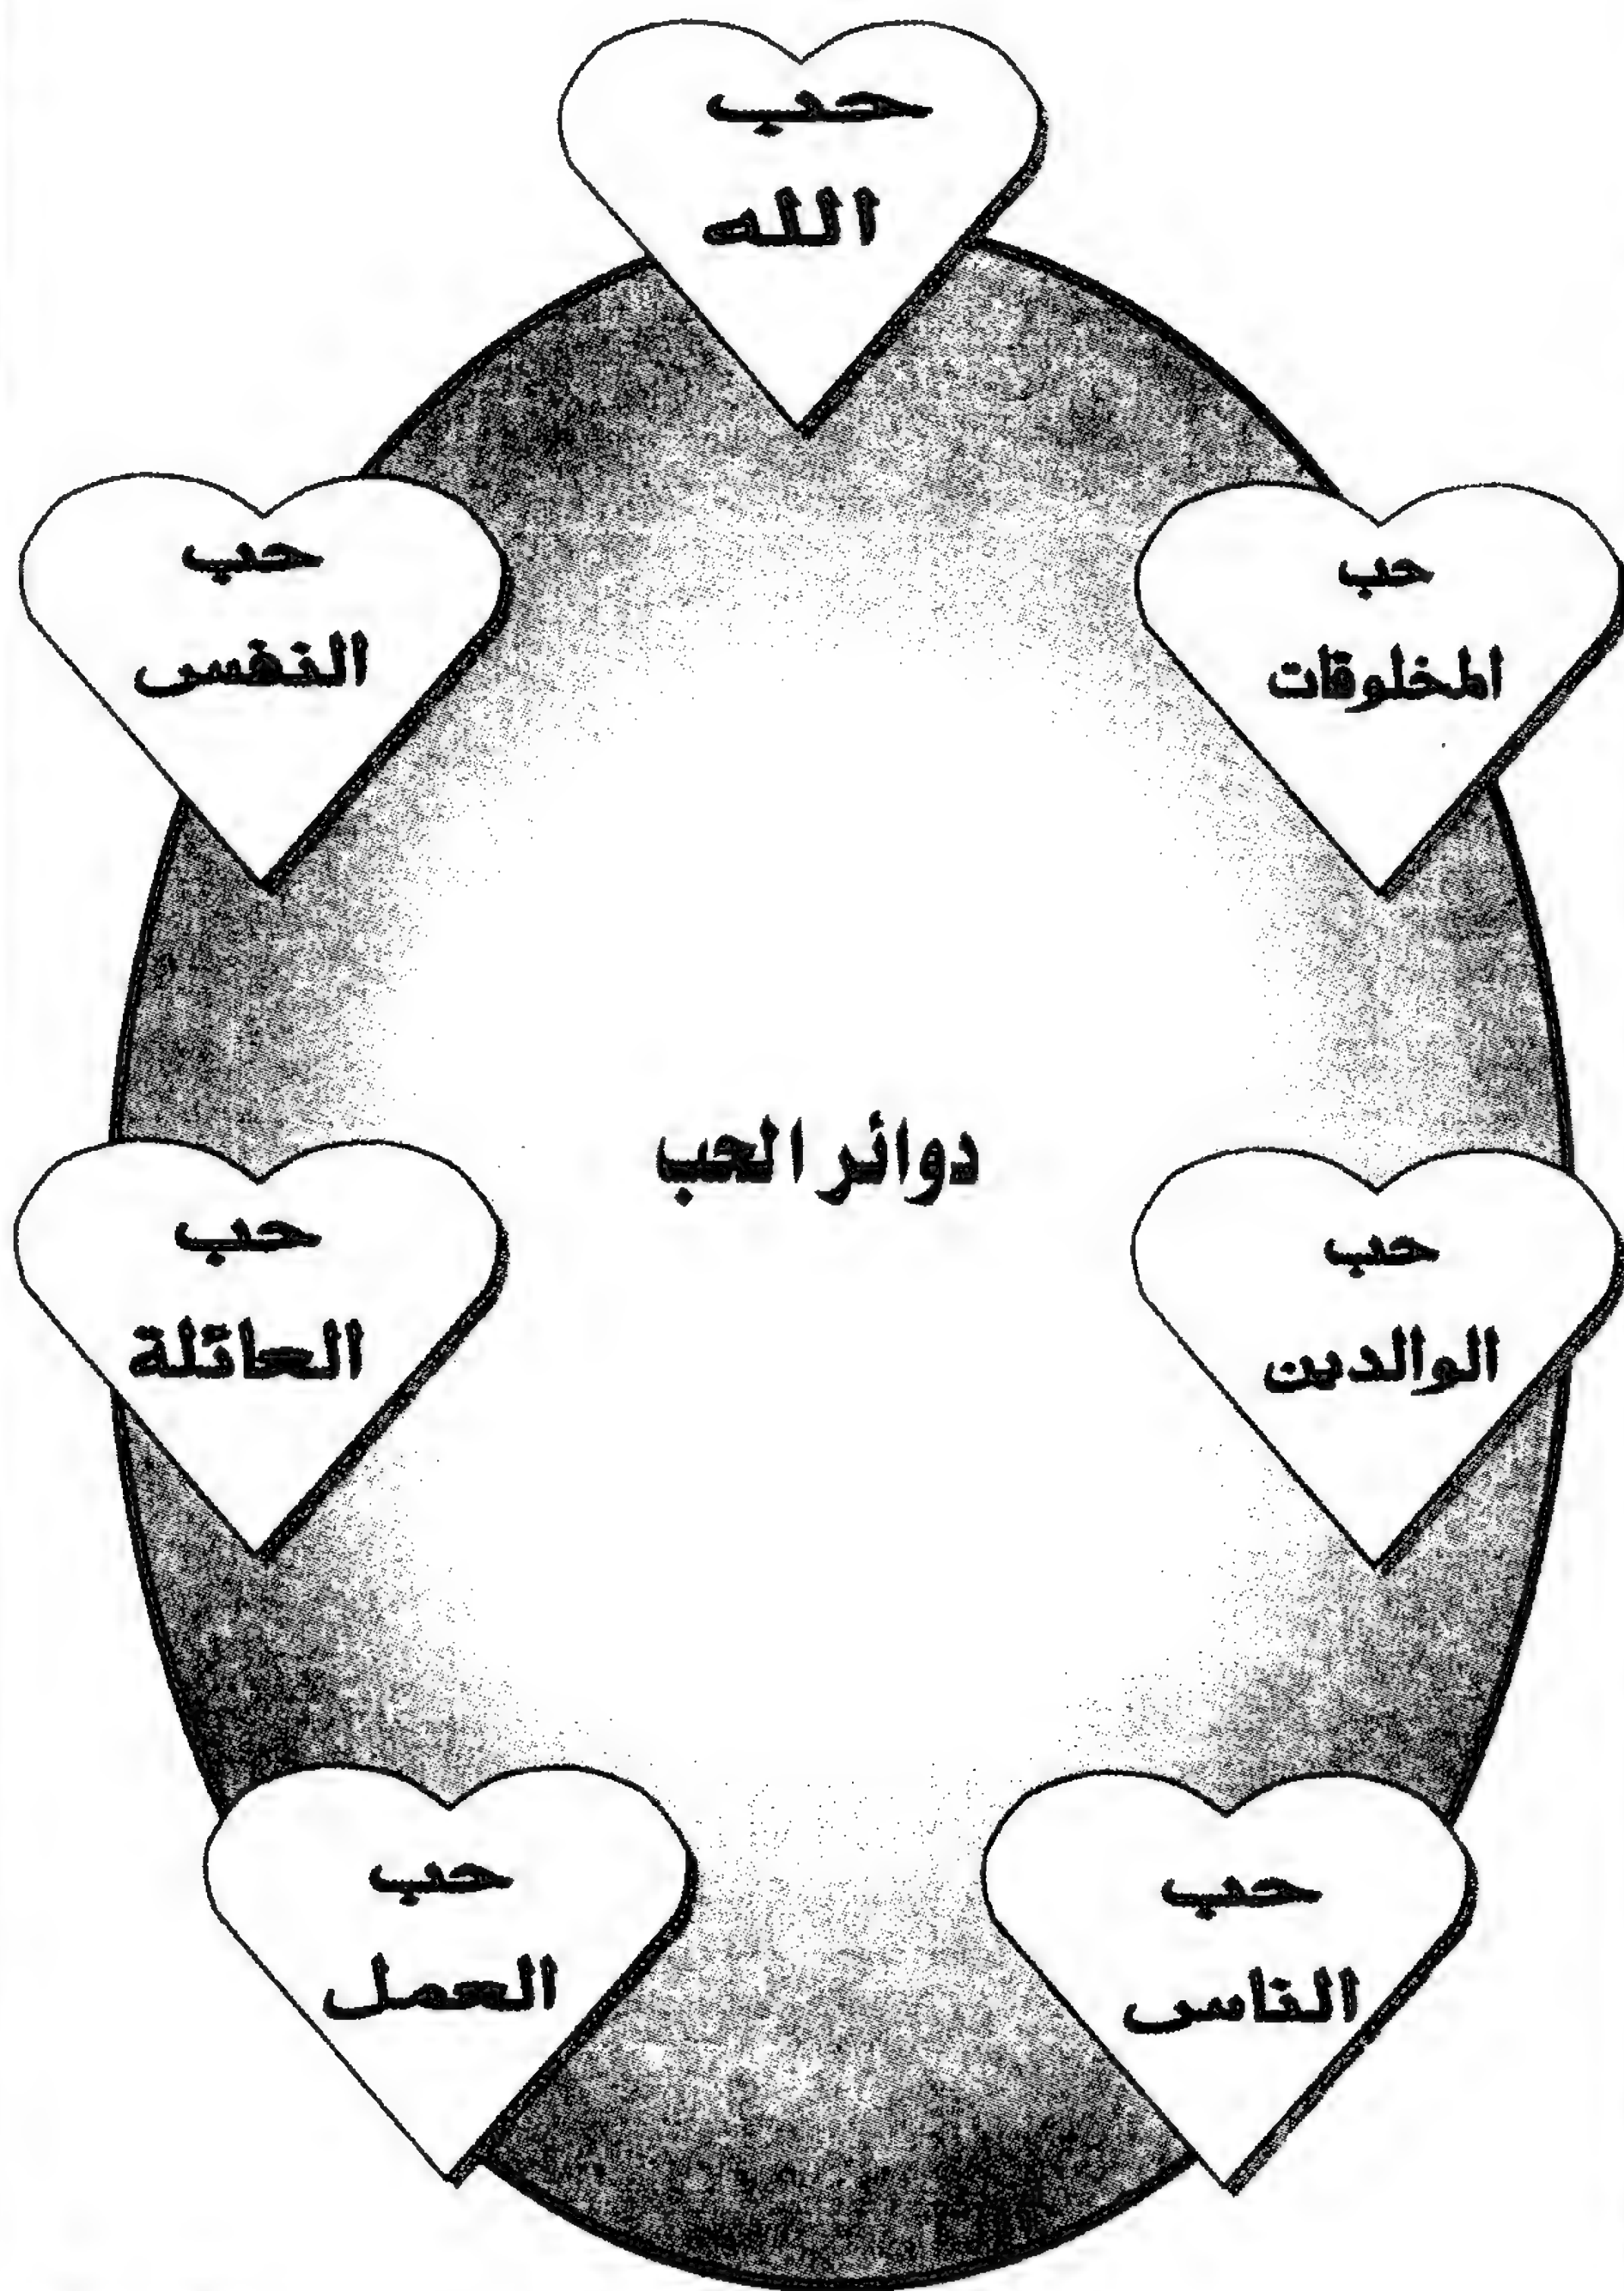 حب
الله
حب
المخلوقات
حب
النفس
دوائر الحب
حب
الوالدين
حب
العائلة
حب
الناس
حب
العمل